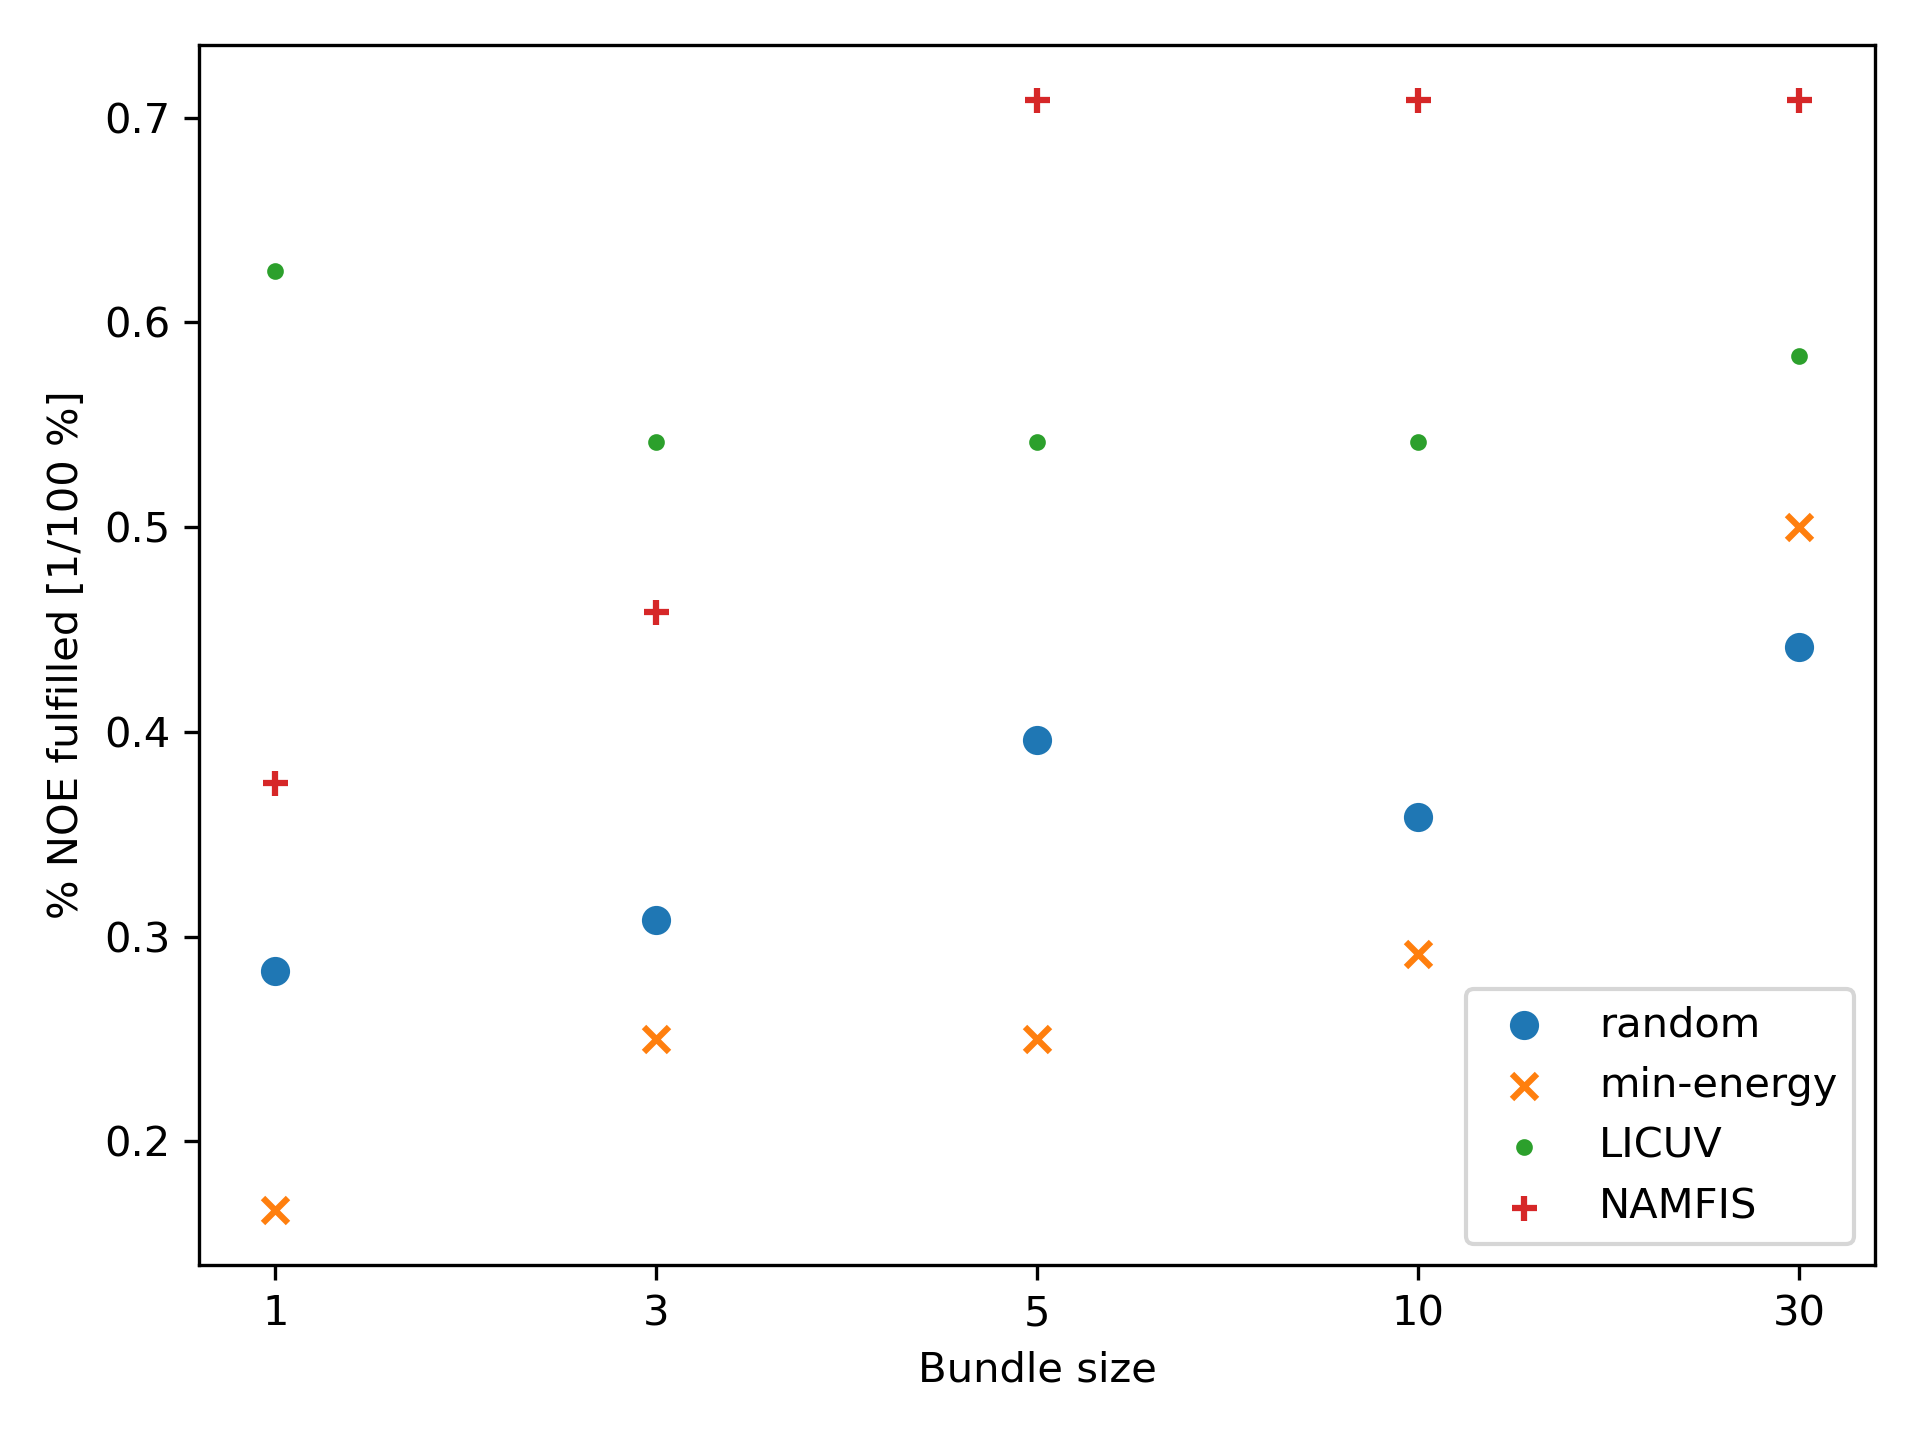 % NOE fulfilled [1/100 %]
0.7
0.6
0.5
0.4
0.3
0.2
1 3 5 10 30
Bundle size
random
min-energy
LICUV
NAMFIS